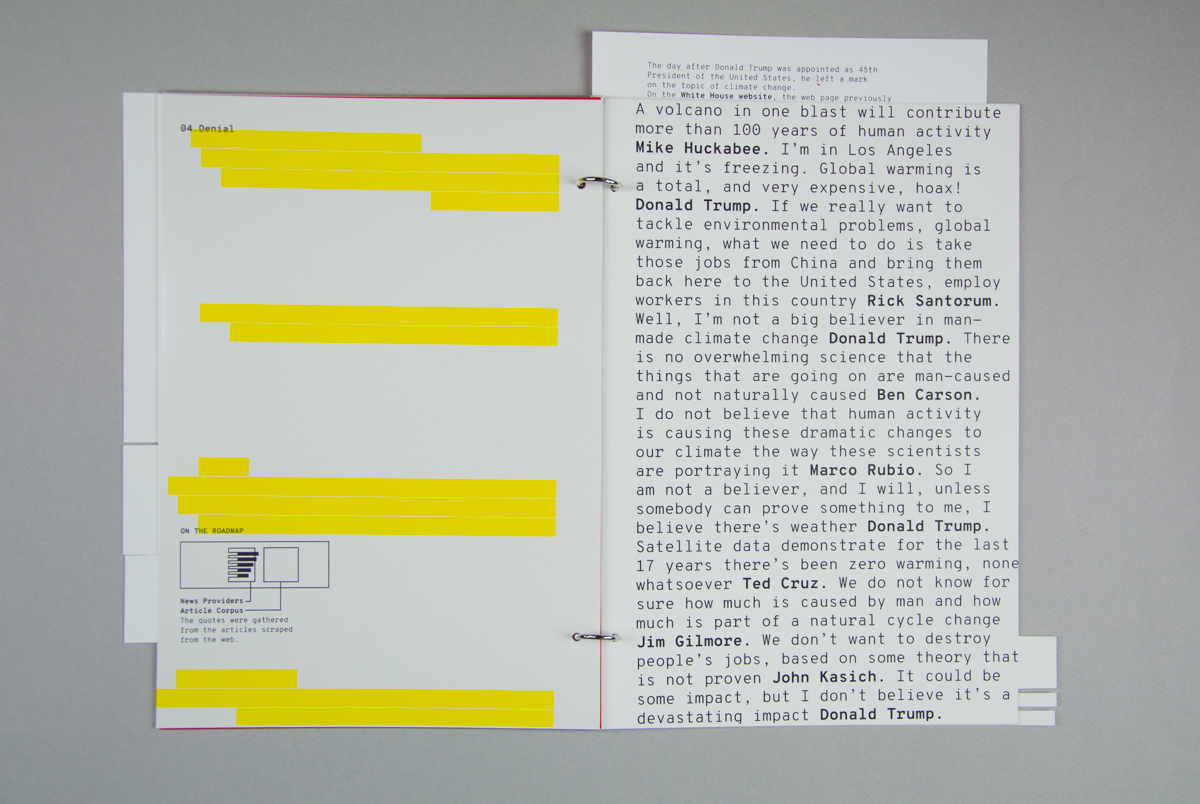 The day after Donald Trump was appointed as 45th
President of the United States, he left a mark
on the topic of climate change.
On the White House website, the web page previously
04.Denial
ON THE ROADMAP
News Providers
Article Corpus
The quotes were gathered
from the articles scraped
from the web.
A volcano in one blast will contribute
more than 100 years of human activity
Mike Huckabee. I'm in Los Angeles
and it's freezing. Global warming is
a total, and very expensive, hoax!
Donald Trump. If we really want to
tackle environmental problems, global
warming, what we need to do is take
those jobs from China and bring them
back here to the United States, employ
workers in this country Rick Santorum.
Well, I'm not a big believer in man-
made climate change Donald Trump. There
is no overwhelming science that the
things that are going on are man-caused
and not naturally caused Ben Carson.
I do not believe that human activity
is causing these dramatic changes to
our climate the way these scientists
are portraying it Marco Rubio. So I
am not a believer, and I will, unless
somebody can prove something to me, I
believe there's weather Donald Trump.
Satellite data demonstrate for the last
17 years there's been zero warming, none
whatsoever Ted Cruz. We do not know for
sure how much is caused by man and how
much is part of a natural cycle change
Jim Gilmore. We don't want to destroy
people's jobs, based on some theory that
is not proven John Kasich. It could be
some impact, but I don't believe it's a
devastating impact Donald Trump.